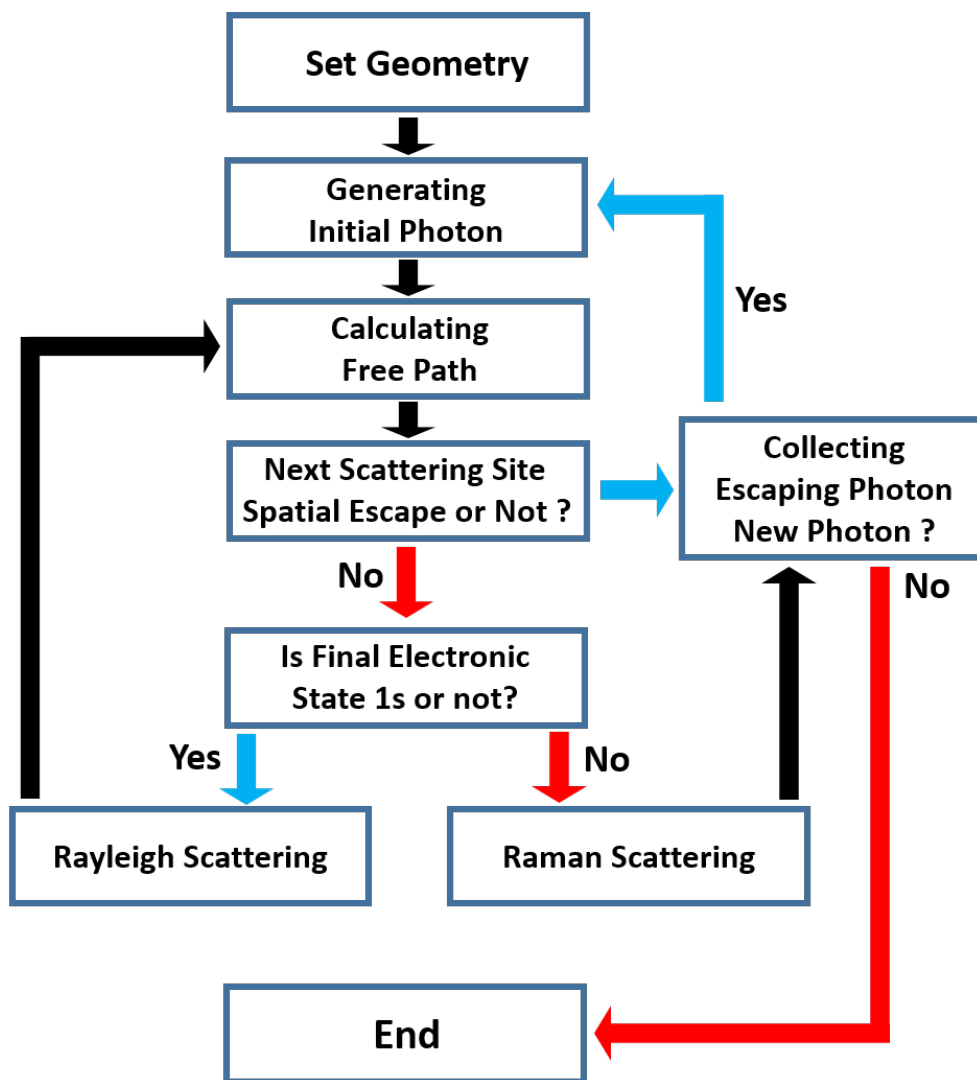 Set Geometry
Generating
Initial Photon
Yes
Calculating
Free Path
Next Scattering Site
Spatial Escape or Not ?
Collecting
Escaping Photon
New Photon ?
No
No
Is Final Electronic
State 1s or not?
Yes
No
Rayleigh Scattering
Raman Scattering
End